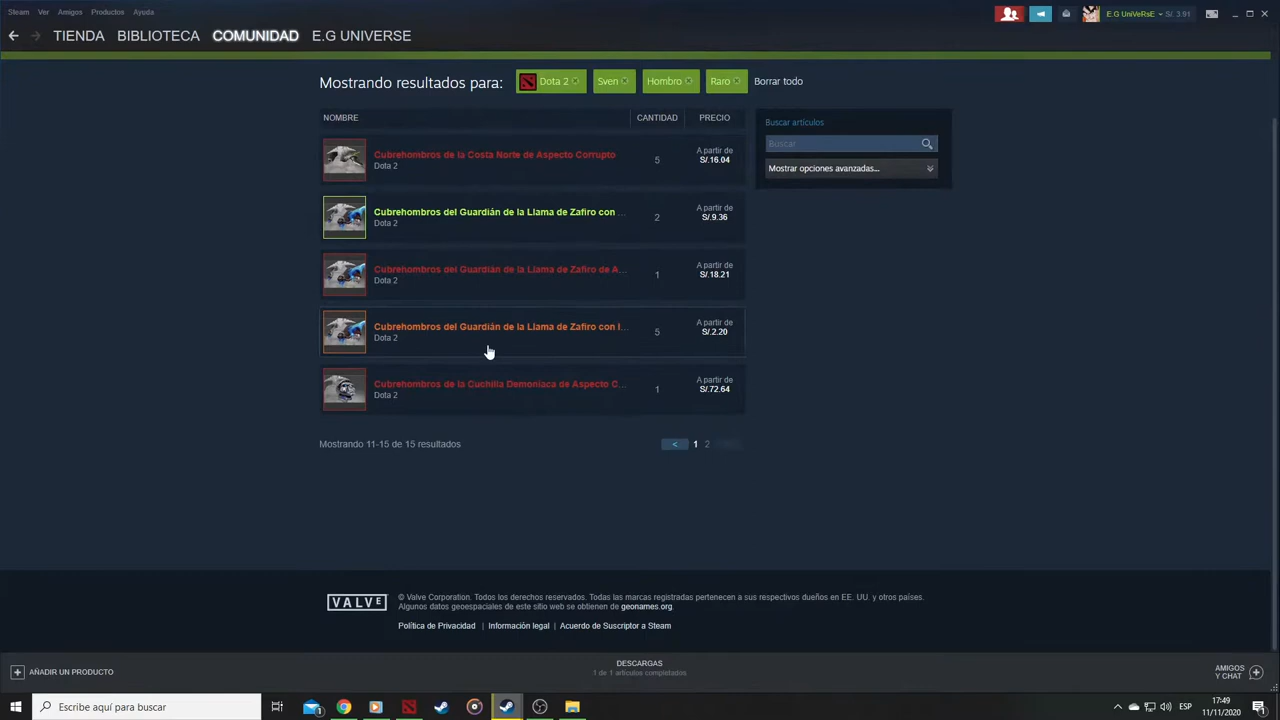 Steam Ver Amigos Productos Ayuda
E.G UniVeRsE S/. 3.91
TIENDA BIBLIOTECA COMUNIDAD E.G UNIVERSE
Mostrando resultados para: Dota 2 Sven Hombro Raro Borrar todo
NOMBRE CANTIDAD PRECIO
Cubrehombros de la Costa Norte de Aspecto Corrupto
Dota 2
5
A partir de
S/.16.04
Cubrehombros del Guardián de la Llama de Zafiro con ...
Dota 2
2
A partir de
S/.9.36
Cubrehombros del Guardián de la Llama de Zafiro de A...
Dota 2
1
A partir de
S/.18.21
Cubrehombros del Guardián de la Llama de Zafiro con I...
Dota 2
5
A partir de
S/.2.20
Cubrehombros de la Cuchilla Demoníaca de Aspecto C...
Dota 2
1
A partir de
S/.72.64
Mostrando 11-15 de 15 resultados
< 1 2
Buscar artículos
Buscar
Mostrar opciones avanzadas...
VALVE
© Valve Corporation. Todos los derechos reservados. Todas las marcas registradas pertenecen a sus respectivos dueños en EE. UU. y otros países.
Algunos datos geoespaciales de este sitio web se obtienen de geonames.org.
Política de Privacidad | Información legal | Acuerdo de Suscriptor a Steam
AÑADIR UN PRODUCTO
DESCARGAS
1 de 1 artículos completados
AMIGOS
Y CHAT
Escribe aquí para buscar
ESP
17:49
11/11/2020